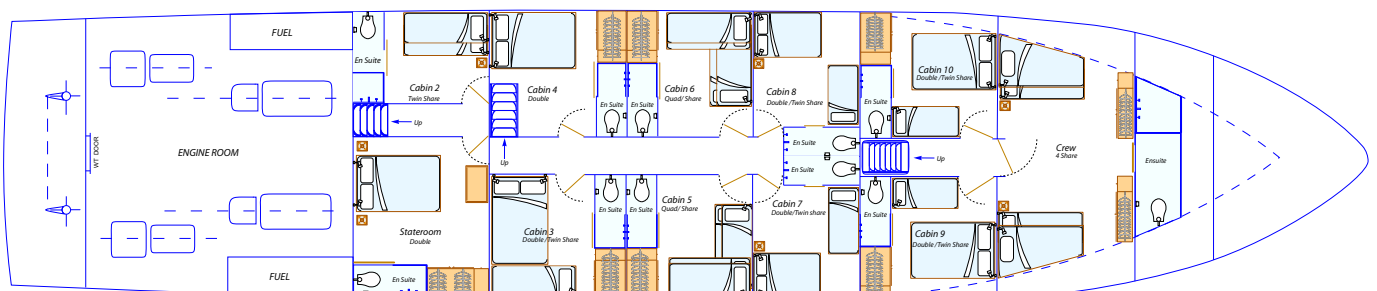 FUEL
En Suite
Cabin 2
Twin Share
Up
Cabin 4
Double
Up
En Suite
En Suite
Cabin 6
Quad/ Share
Cabin 8
Double /Twin Share
En Suite
En Suite
En Suite
Cabin 10
Double/Twin Share
Up
Crew
4 Share
Ensuite
ENGINE ROOM
WT DOOR
FUEL
Stateroom
Double
En Suite
Cabin 3
Double /Twin Share
En Suite
En Suite
Cabin 5
Quad/ Share
Cabin 7
Double/Twin share
En Suite
Cabin 9
Double /Twin Share